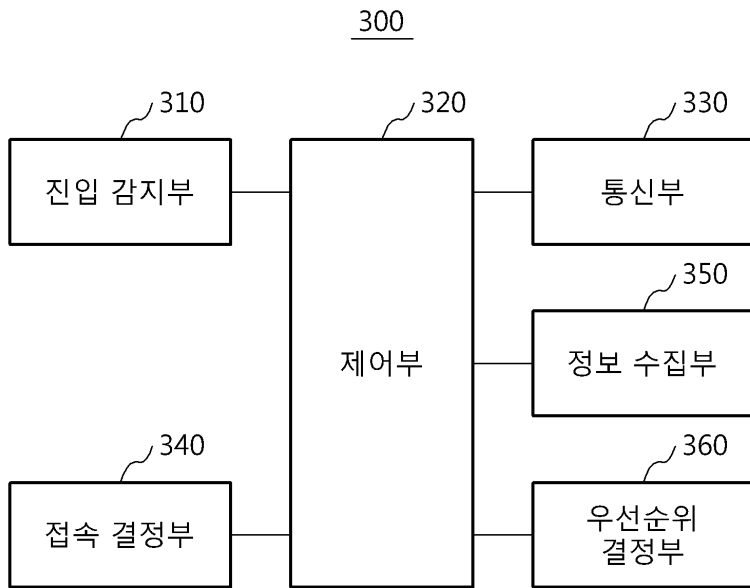 300
310
320
330
진입 감지부
통신부
350
제어부
정보 수집부
340
360
접속 결정부
우선순위
결정부